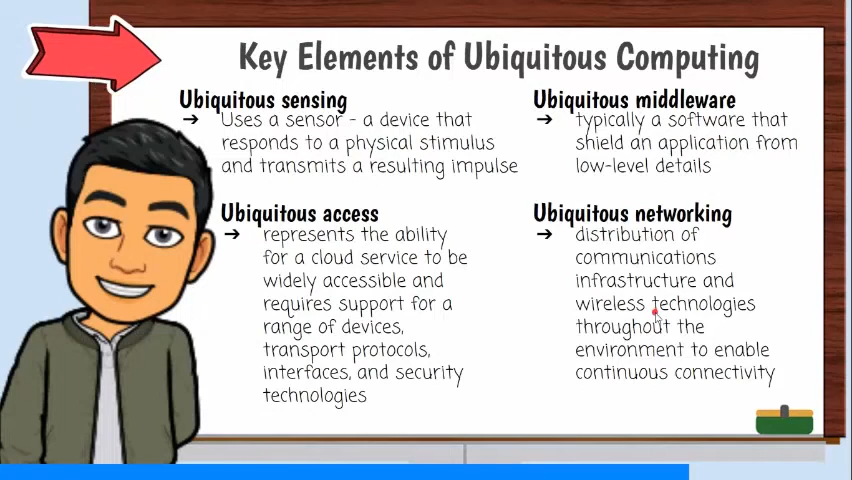 Key Elements of Ubiquitous Computing
Ubiquitous sensing
➔ Uses a sensor - a device that
responds to a physical stimulus
and transmits a resulting impulse
Ubiquitous access
➔ represents the ability
for a cloud service to be
widely accessible and
requires support for a
range of devices,
transport protocols,
interfaces, and security
technologies
Ubiquitous middleware
➔ typically a software that
shield an application from
low-level details
Ubiquitous networking
➔ distribution of
communications
infrastructure and
wireless technologies
throughout the
environment to enable
continuous connectivity